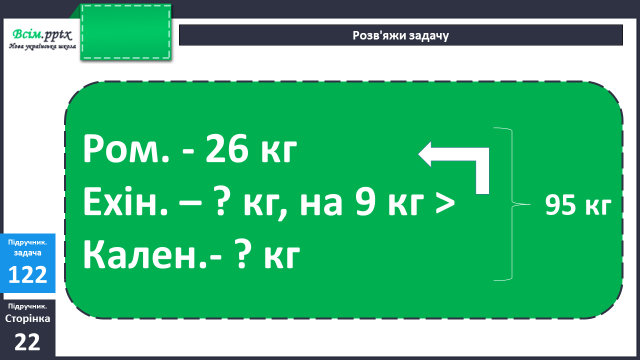 Всім.pptx
Нова українська школа
Розв'яжи задачу
Ром. - 26 кг
Ехін. – ? кг, на 9 кг >
Кален.- ? кг
95 кг
Підручник.
задача
122
Підручник.
Сторінка
22